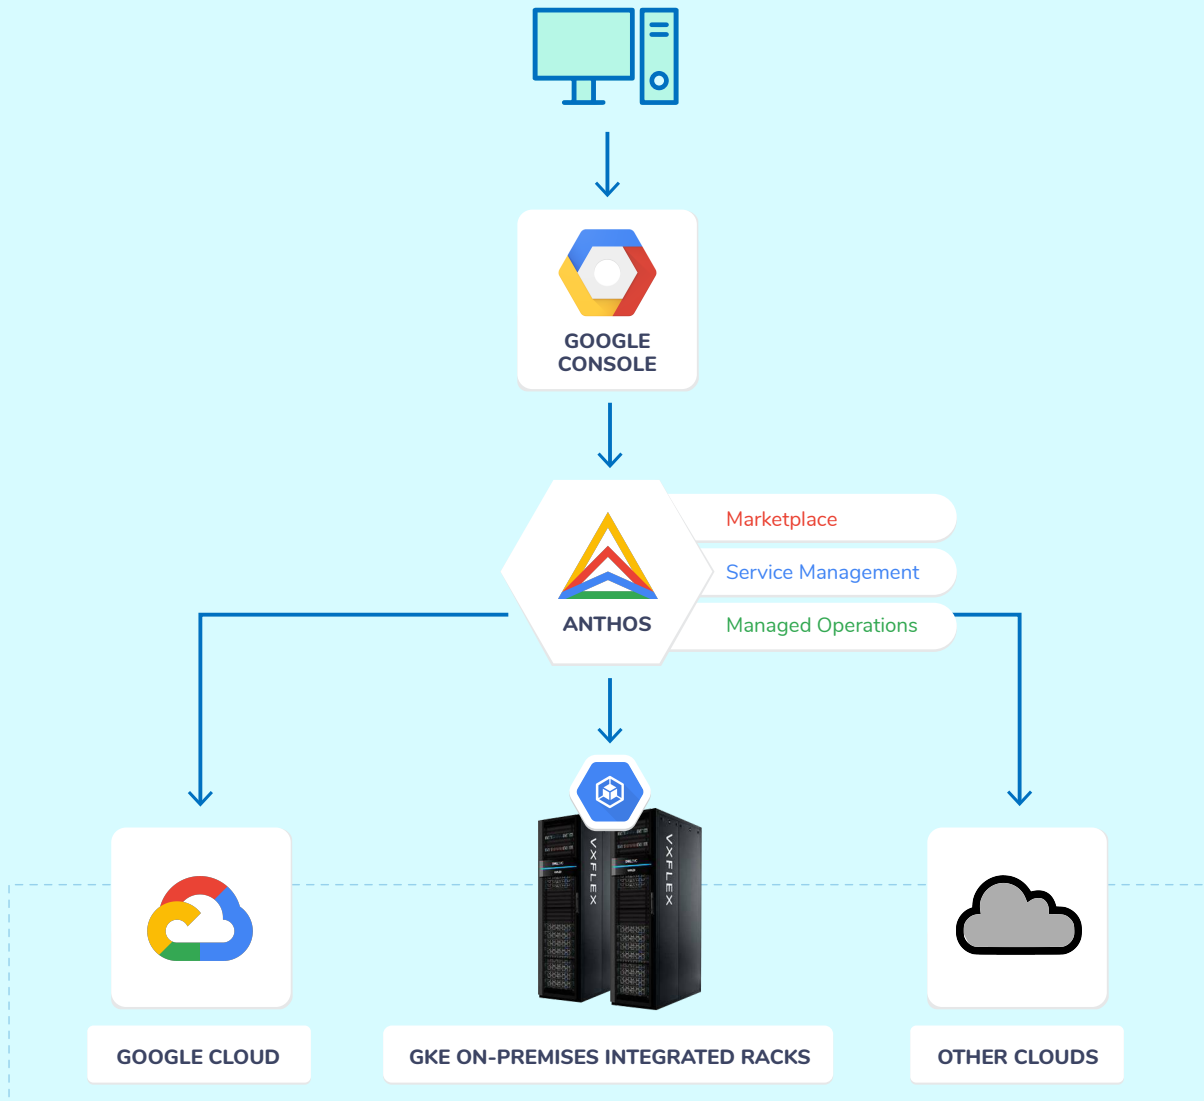 GOOGLE
CONSOLE
Marketplace
Service Management
ANTHOS
Managed Operations
VXFLEX
VXFLEX
GOOGLE CLOUD
GKE ON-PREMISES INTEGRATED RACKS
OTHER CLOUDS